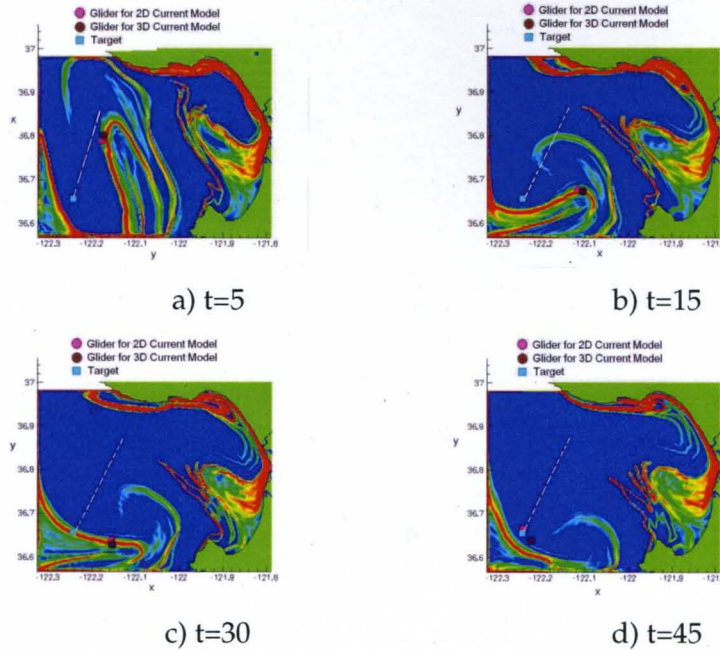 Glider for 2D Current Model
Glider for 3D Current Model
Target
37
36.9
x
36.8
36.7
36.6
-122.3 -122.2 -122.1 -122 -121.9 -121.8
y
a) t=5
Glider for 2D Current Model
Glider for 3D Current Model
Target
37
36.9
y
36.8
36.7
36.6
-122.3 -122.2 -122.1 -122 -121.9 -121.8
x
b) t=15
Glider for 2D Current Model
Glider for 3D Current Model
Target
37
36.9
y
36.8
36.7
36.6
-122.3 -122.2 -122.1 -122 -121.9 -121.8
x
c) t=30
Glider for 2D Current Model
Glider for 3D Current Model
Target
37
36.9
y
36.8
36.7
36.6
-122.3 -122.2 -122.1 -122 -121.9 -121.8
x
d) t=45